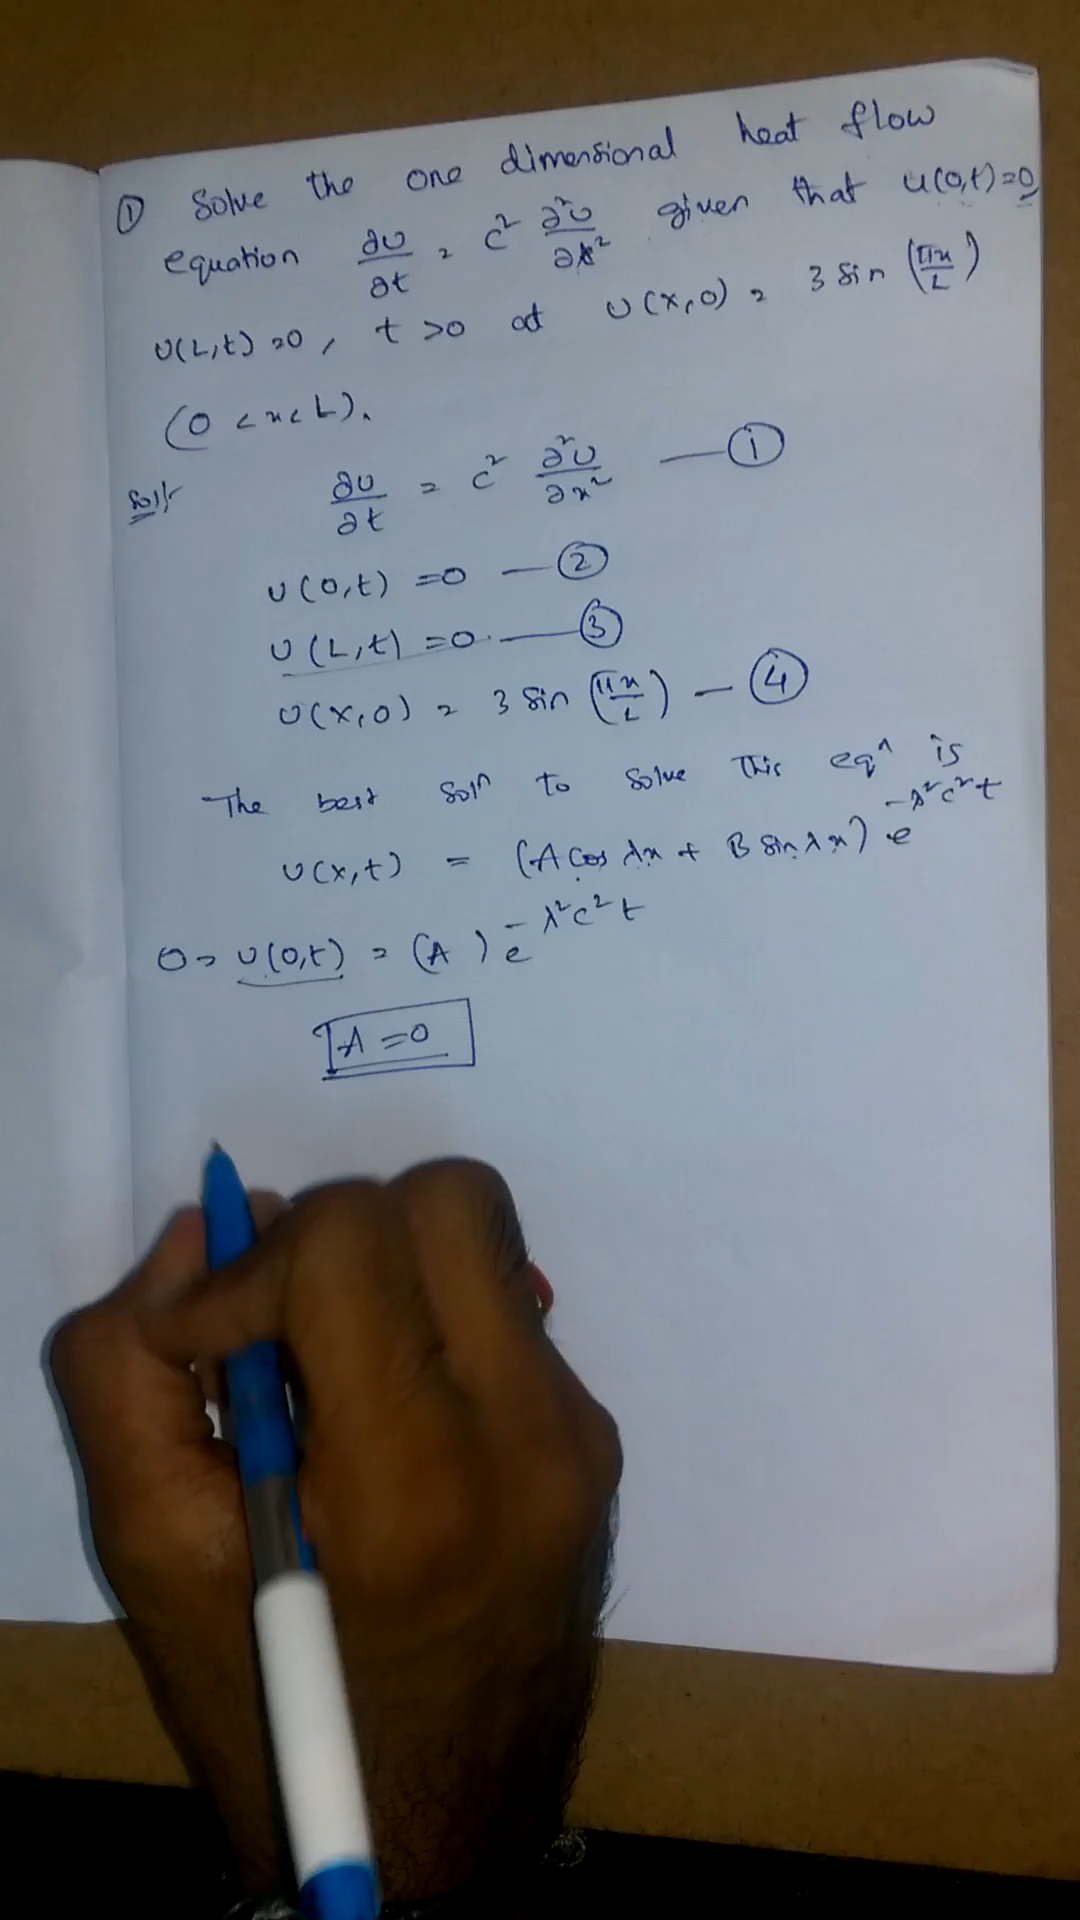 ① Solve the one dimensional heat flow
equation ∂u/∂t = c² ∂²u/∂x² given that u(0,t)=0
u(L,t)=0, t>0 at u(x,0) = 3 sin (πx/L)
(0<x<L).
Sol:- ∂u/∂t = c² ∂²u/∂x² — ①
u(0,t) =0 — ②
u(L,t) =0. — ③
u(x,0) = 3 sin (πx/L) — ④
The best solⁿ to solve this eqⁿ is
u(x,t) = (A cos λx + B sin λx) e^-λ²c²t
0 = u(0,t) = (A ) e^-λ²c²t
A=0